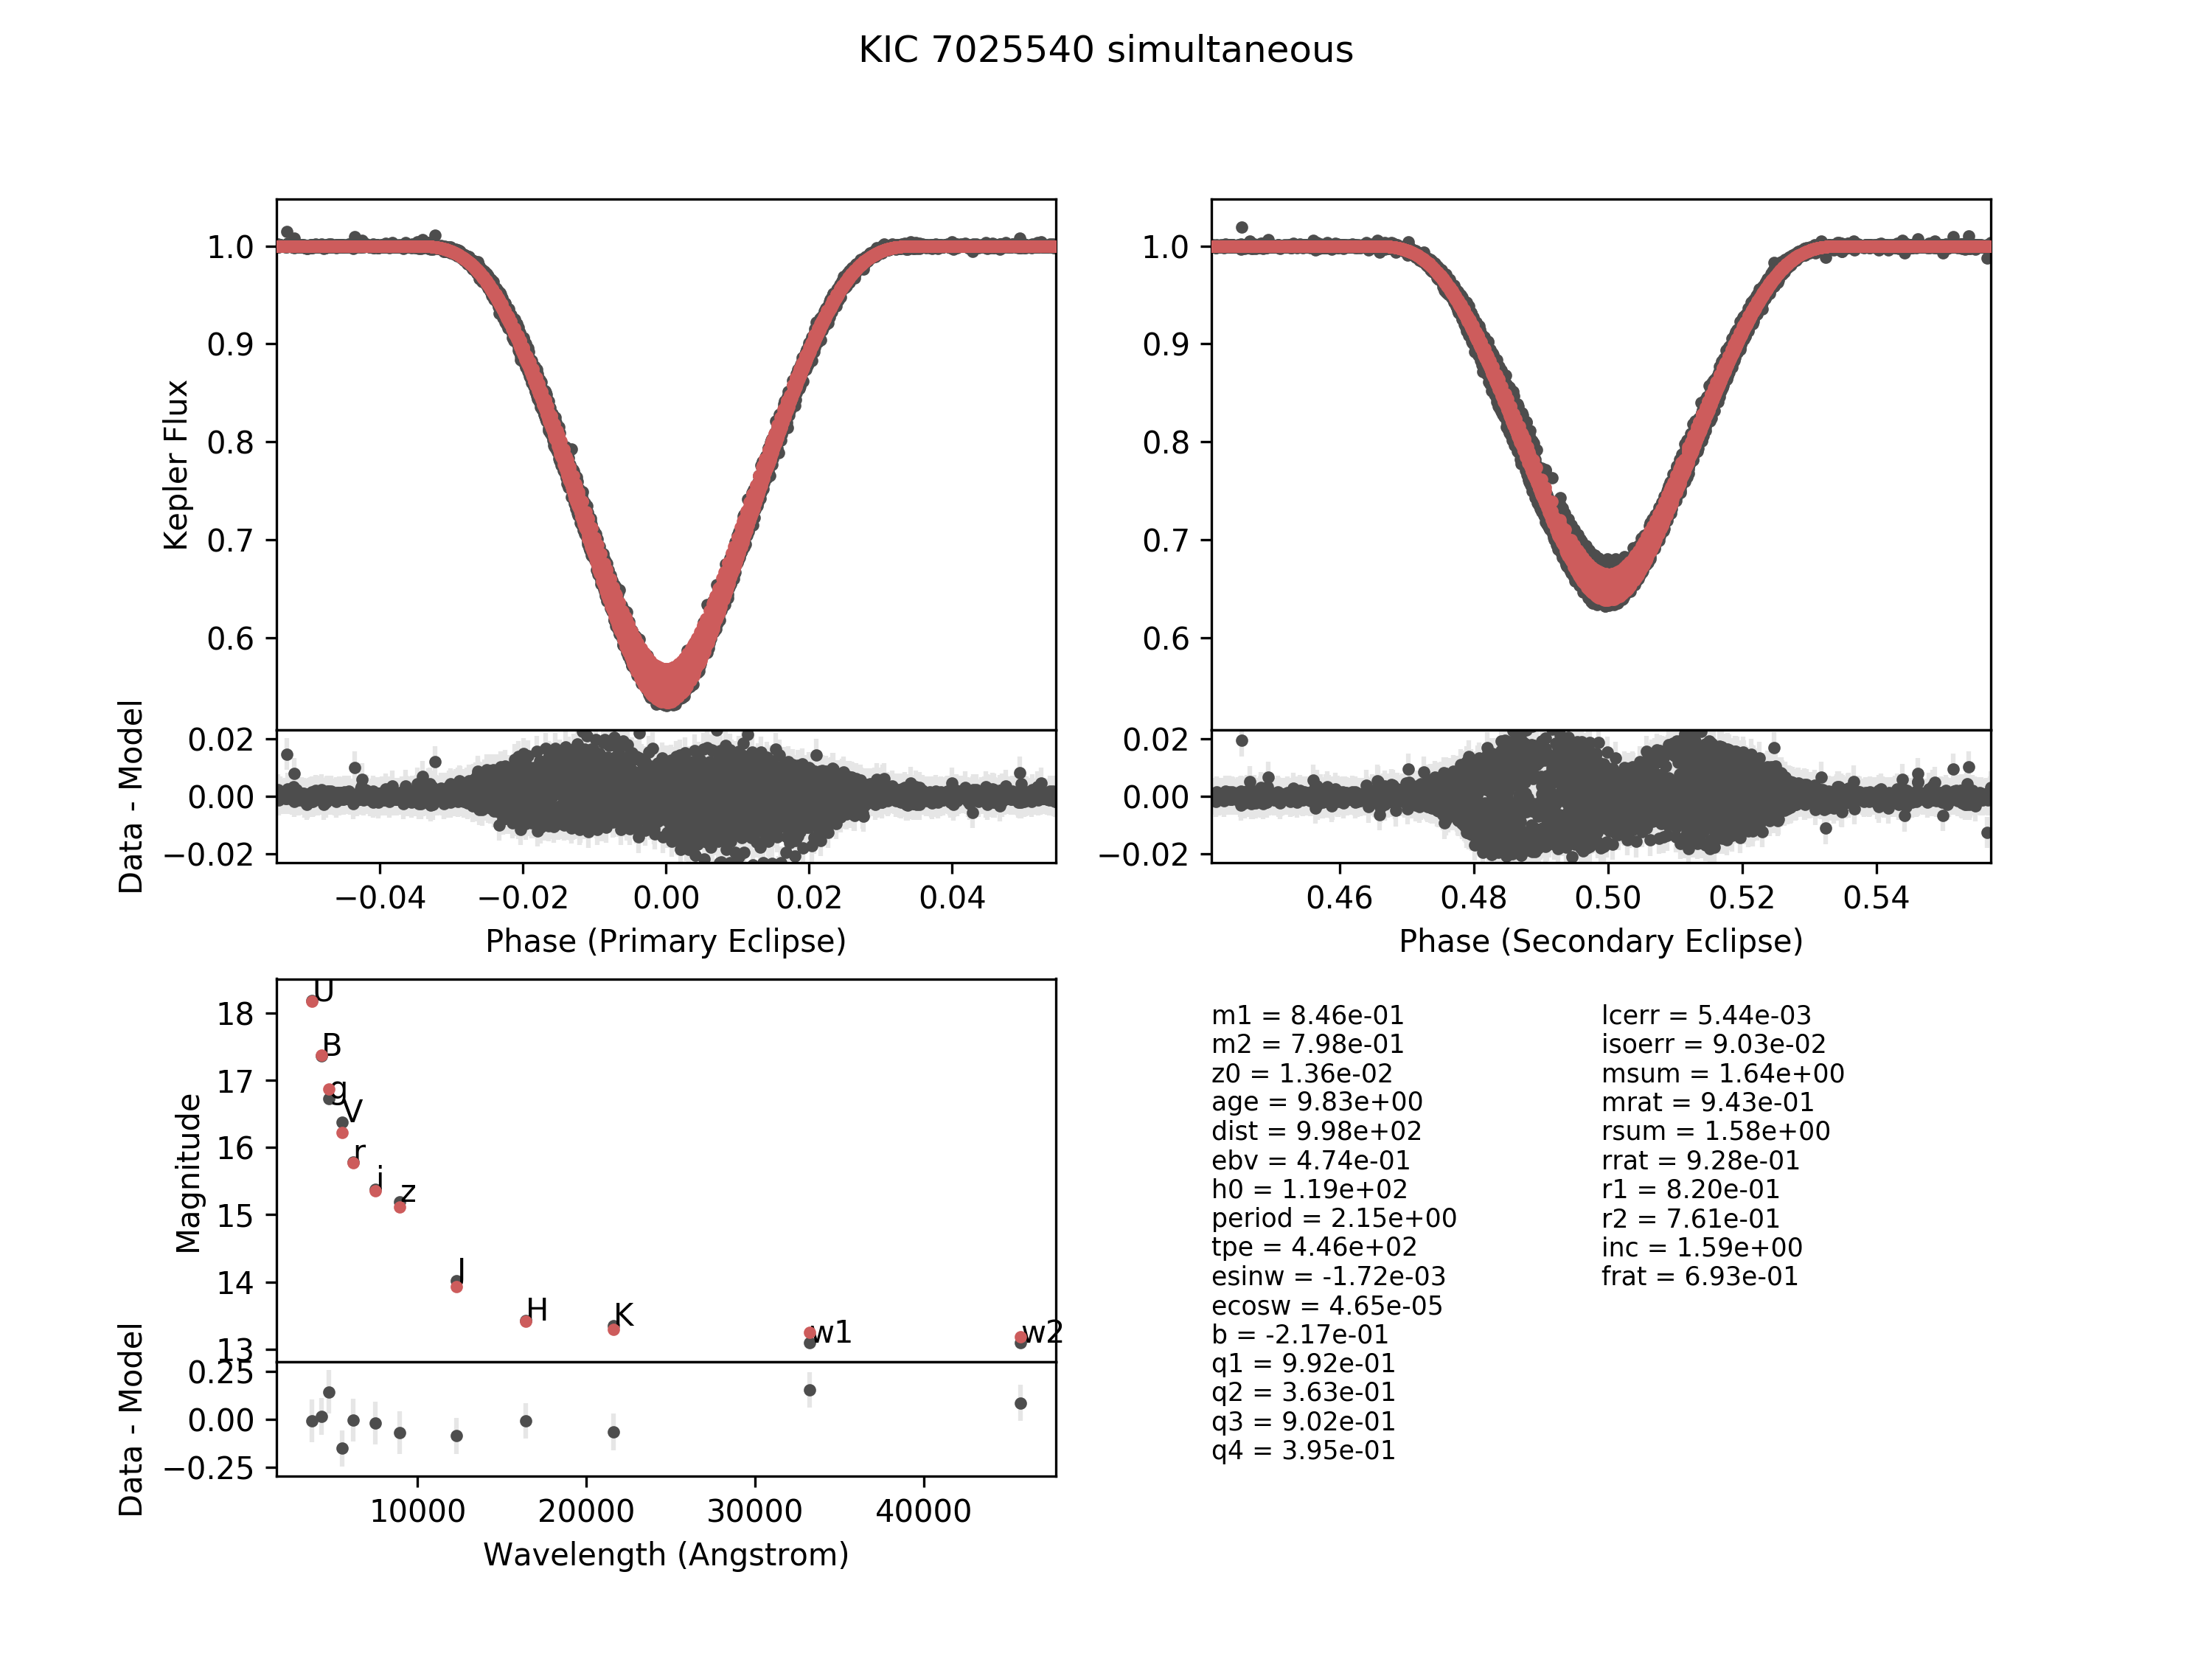 KIC 7025540 simultaneous
1.0
0.9
0.8
0.7
0.6
Kepler Flux
0.02
0.00
−0.02
Data - Model
−0.04
−0.02
0.00
0.02
0.04
Phase (Primary Eclipse)
1.0
0.9
0.8
0.7
0.6
0.02
0.00
−0.02
0.46
0.48
0.50
0.52
0.54
Phase (Secondary Eclipse)
18
17
16
15
14
13
Magnitude
U
B
g
V
r
i
z
J
H
K
w1
w2
0.25
0.00
−0.25
Data - Model
10000
20000
30000
40000
Wavelength (Angstrom)
m1 = 8.46e-01
m2 = 7.98e-01
z0 = 1.36e-02
age = 9.83e+00
dist = 9.98e+02
ebv = 4.74e-01
h0 = 1.19e+02
period = 2.15e+00
tpe = 4.46e+02
esinw = -1.72e-03
ecosw = 4.65e-05
b = -2.17e-01
q1 = 9.92e-01
q2 = 3.63e-01
q3 = 9.02e-01
q4 = 3.95e-01
lcerr = 5.44e-03
isoerr = 9.03e-02
msum = 1.64e+00
mrat = 9.43e-01
rsum = 1.58e+00
rrat = 9.28e-01
r1 = 8.20e-01
r2 = 7.61e-01
inc = 1.59e+00
frat = 6.93e-01